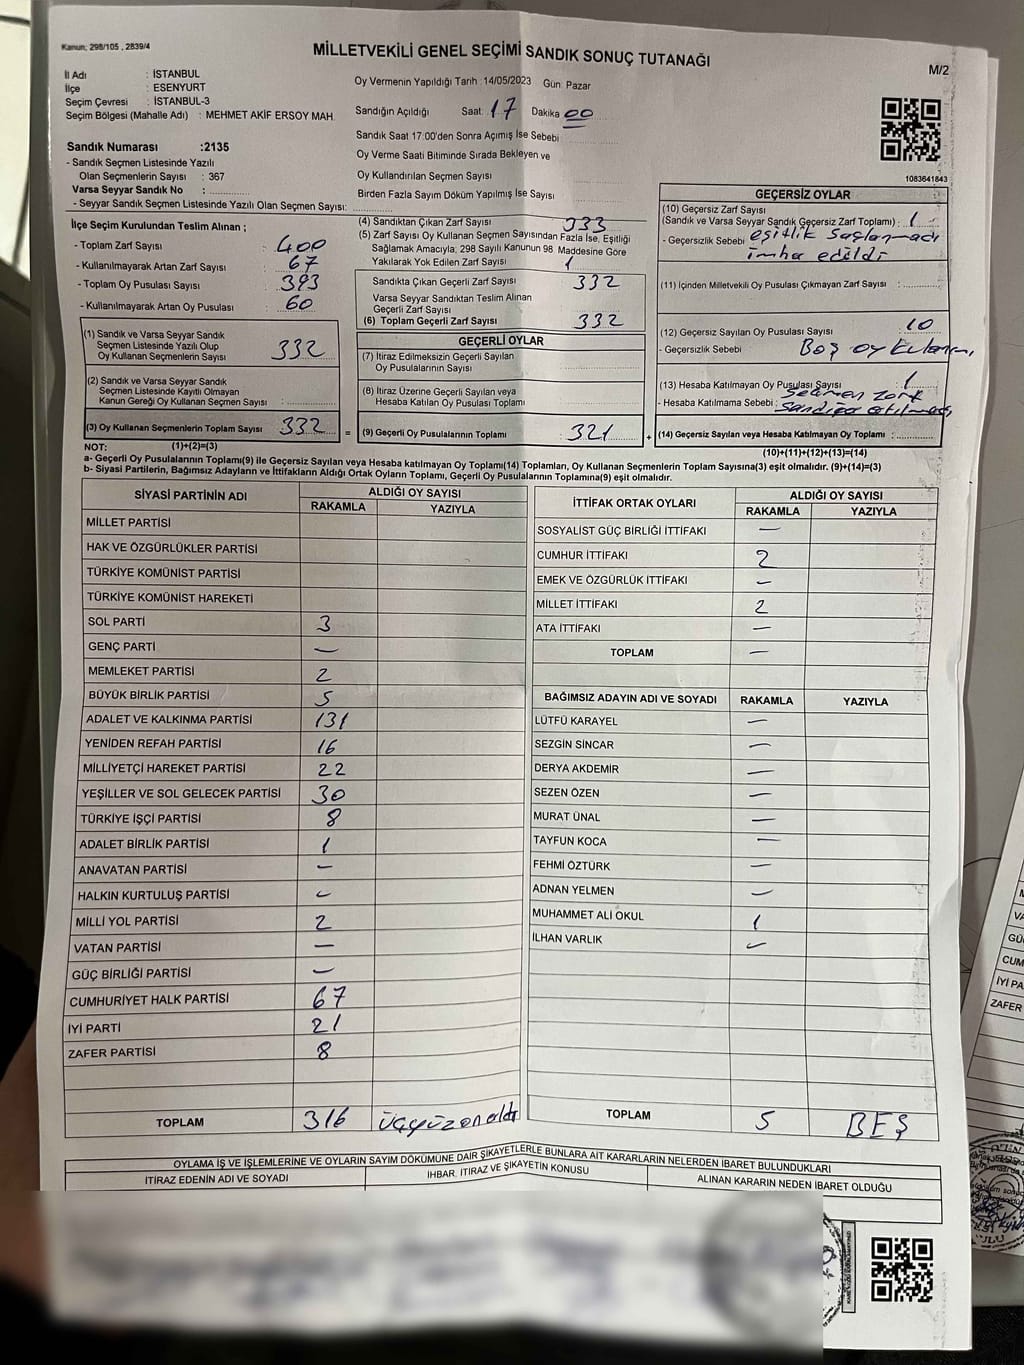 Kanun; 298/105 , 2839/4
MİLLETVEKİLİ GENEL SEÇİMİ SANDIK SONUÇ TUTANAĞI
M/2
İl Adı : İSTANBUL
İlçe : ESENYURT
Seçim Çevresi : İSTANBUL-3
Seçim Bölgesi (Mahalle Adı) : MEHMET AKİF ERSOY MAH.
Oy Vermenin Yapıldığı Tarih :14/05/2023 Gün: Pazar
Sandığın Açıldığı Saat: 17 Dakika 00
Sandık Saat 17:00'den Sonra Açımış İse Sebebi
Oy Verme Saati Bitiminde Sırada Bekleyen ve
Oy Kullandırılan Seçmen Sayısı
Birden Fazla Sayım Döküm Yapılmış İse Sayısı
1083641843
Sandık Numarası :2135
- Sandık Seçmen Listesinde Yazılı
Olan Seçmenlerin Sayısı : 367
Varsa Seyyar Sandık No :
- Seyyar Sandık Seçmen Listesinde Yazılı Olan Seçmen Sayısı:
İlçe Seçim Kurulundan Teslim Alınan ;
- Toplam Zarf Sayısı : 400
- Kullanılmayarak Artan Zarf Sayısı : 67
- Toplam Oy Pusulası Sayısı : 393
- Kullanılmayarak Artan Oy Pusulası : 60
(4) Sandıktan Çıkan Zarf Sayısı : 333
(5) Zarf Sayısı Oy Kullanan Seçmen Sayısından Fazla İse, Eşitliği
Sağlamak Amacıyla; 298 Sayılı Kanunun 98. Maddesine Göre
Yakılarak Yok Edilen Zarf Sayısı : 1
Sandıkta Çıkan Geçerli Zarf Sayısı : 332
Varsa Seyyar Sandıktan Teslim Alınan
Geçerli Zarf Sayısı
(6) Toplam Geçerli Zarf Sayısı : 332
GEÇERSİZ OYLAR
(10) Geçersiz Zarf Sayısı
(Sandık ve Varsa Seyyar Sandık Geçersiz Zarf Toplamı) : 1
- Geçersizlik Sebebi : eşitlik sağlanmadı
imha edildi
(11) İçinden Milletvekili Oy Pusulası Çıkmayan Zarf Sayısı :
(12) Geçersiz Sayılan Oy Pusulası Sayısı : 10
- Geçersizlik Sebebi : Boş oy
(13) Hesaba Katılmayan Oy Pusulası Sayısı : 1
- Hesaba Katılmama Sebebi : Seçmen zarf
sandığa atılmadı
(14) Geçersiz Sayılan veya Hesaba Katılmayan Oy Toplamı :
(10)+(11)+(12)+(13)=(14)
(1) Sandık ve Varsa Seyyar Sandık
Seçmen Listesinde Yazılı Olup
Oy Kullanan Seçmenlerin Sayısı : 332
(2) Sandık ve Varsa Seyyar Sandık
Seçmen Listesinde Kayıtlı Olmayan
Kanun Gereği Oy Kullanan Seçmen Sayısı :
(3) Oy Kullanan Seçmenlerin Toplam Sayısı : 332
(1)+(2)=(3)
GEÇERLİ OYLAR
(7) İtiraz Edilmeksizin Geçerli Sayılan
Oy Pusulalarının Sayısı :
(8) İtiraz Üzerine Geçerli Sayılan veya
Hesaba Katılan Oy Pusulası Toplamı :
= (9) Geçerli Oy Pusulalarının Toplamı : 321 +
NOT:
a- Geçerli Oy Pusulalarının Toplamı(9) ile Geçersiz Sayılan veya Hesaba katılmayan Oy Toplamı(14) Toplamları, Oy Kullanan Seçmenlerin Toplam Sayısına(3) eşit olmalıdır. (9)+(14)=(3)
b- Siyasi Partilerin, Bağımsız Adayların ve İttifakların Aldığı Ortak Oyların Toplamı, Geçerli Oy Pusulalarının Toplamına(9) eşit olmalıdır.
SİYASİ PARTİNİN ADI ALDIĞI OY SAYISI
RAKAMLA YAZIYLA
MİLLET PARTİSİ
HAK VE ÖZGÜRLÜKLER PARTİSİ
TÜRKİYE KOMÜNİST PARTİSİ
TÜRKİYE KOMÜNİST HAREKETİ
SOL PARTİ 3
GENÇ PARTİ —
MEMLEKET PARTİSİ 2
BÜYÜK BİRLİK PARTİSİ 5
ADALET VE KALKINMA PARTİSİ 131
YENİDEN REFAH PARTİSİ 16
MİLLİYETÇİ HAREKET PARTİSİ 22
YEŞİLLER VE SOL GELECEK PARTİSİ 30
TÜRKİYE İŞÇİ PARTİSİ 8
ADALET BİRLİK PARTİSİ 1
ANAVATAN PARTİSİ —
HALKIN KURTULUŞ PARTİSİ —
MİLLİ YOL PARTİSİ 2
VATAN PARTİSİ —
GÜÇ BİRLİĞİ PARTİSİ —
CUMHURİYET HALK PARTİSİ 67
İYİ PARTİ 21
ZAFER PARTİSİ 8
TOPLAM 316 üçyüzonaltı
İTTİFAK ORTAK OYLARI ALDIĞI OY SAYISI
RAKAMLA YAZIYLA
SOSYALİST GÜÇ BİRLİĞİ İTTİFAKI —
CUMHUR İTTİFAKI 2
EMEK VE ÖZGÜRLÜK İTTİFAKI —
MİLLET İTTİFAKI 2
ATA İTTİFAKI —
TOPLAM —
BAĞIMSIZ ADAYIN ADI VE SOYADI RAKAMLA YAZIYLA
LÜTFÜ KARAYEL —
SEZGİN SİNCAR —
DERYA AKDEMİR —
SEZEN ÖZEN —
MURAT ÜNAL —
TAYFUN KOCA —
FEHMİ ÖZTÜRK —
ADNAN YELMEN —
MUHAMMET ALİ OKUL 1
İLHAN VARLIK —
TOPLAM 5 BEŞ
OYLAMA İŞ VE İŞLEMLERİNE VE OYLARIN SAYIM DÖKÜMÜNE DAİR ŞİKAYETLERLE BUNLARA AİT KARARLARIN NELERDEN İBARET BULUNDUKLARI
İTİRAZ EDENİN ADI VE SOYADI İHBAR, İTİRAZ VE ŞİKAYETİN KONUSU ALINAN KARARIN NEDEN İBARET OLDUĞU
CUM
İYİ PA
ZAFER